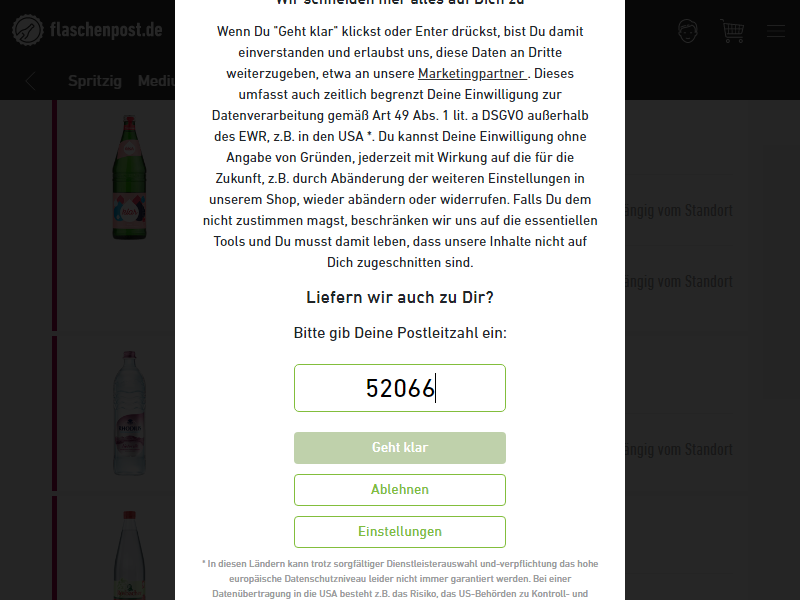 Wir schneiden hier alles auf Dich zu
flaschenpost.de
Wenn Du "Geht klar" klickst oder Enter drückst, bist Du damit
einverstanden und erlaubst uns, diese Daten an Dritte
weiterzugeben, etwa an unsere Marketingpartner . Dieses
umfasst auch zeitlich begrenzt Deine Einwilligung zur
Datenverarbeitung gemäß Art 49 Abs. 1 lit. a DSGVO außerhalb
des EWR, z.B. in den USA *. Du kannst Deine Einwilligung ohne
Angabe von Gründen, jederzeit mit Wirkung auf die für die
Zukunft, z.B. durch Abänderung der weiteren Einstellungen in
unserem Shop, wieder abändern oder widerrufen. Falls Du dem
nicht zustimmen magst, beschränken wir uns auf die essentiellen
Tools und Du musst damit leben, dass unsere Inhalte nicht auf
Dich zugeschnitten sind.
Spritzig Mediu
ngig vom Standort
ngig vom Standort
ngig vom Standort
Liefern wir auch zu Dir?
Bitte gib Deine Postleitzahl ein:
52066
Geht klar
Ablehnen
Einstellungen
* In diesen Ländern kann trotz sorgfältiger Dienstleisterauswahl und-verpflichtung das hohe
europäische Datenschutzniveau leider nicht immer garantiert werden. Bei einer
Datenübertragung in die USA besteht z.B. das Risiko, das US-Behörden zu Kontroll- und